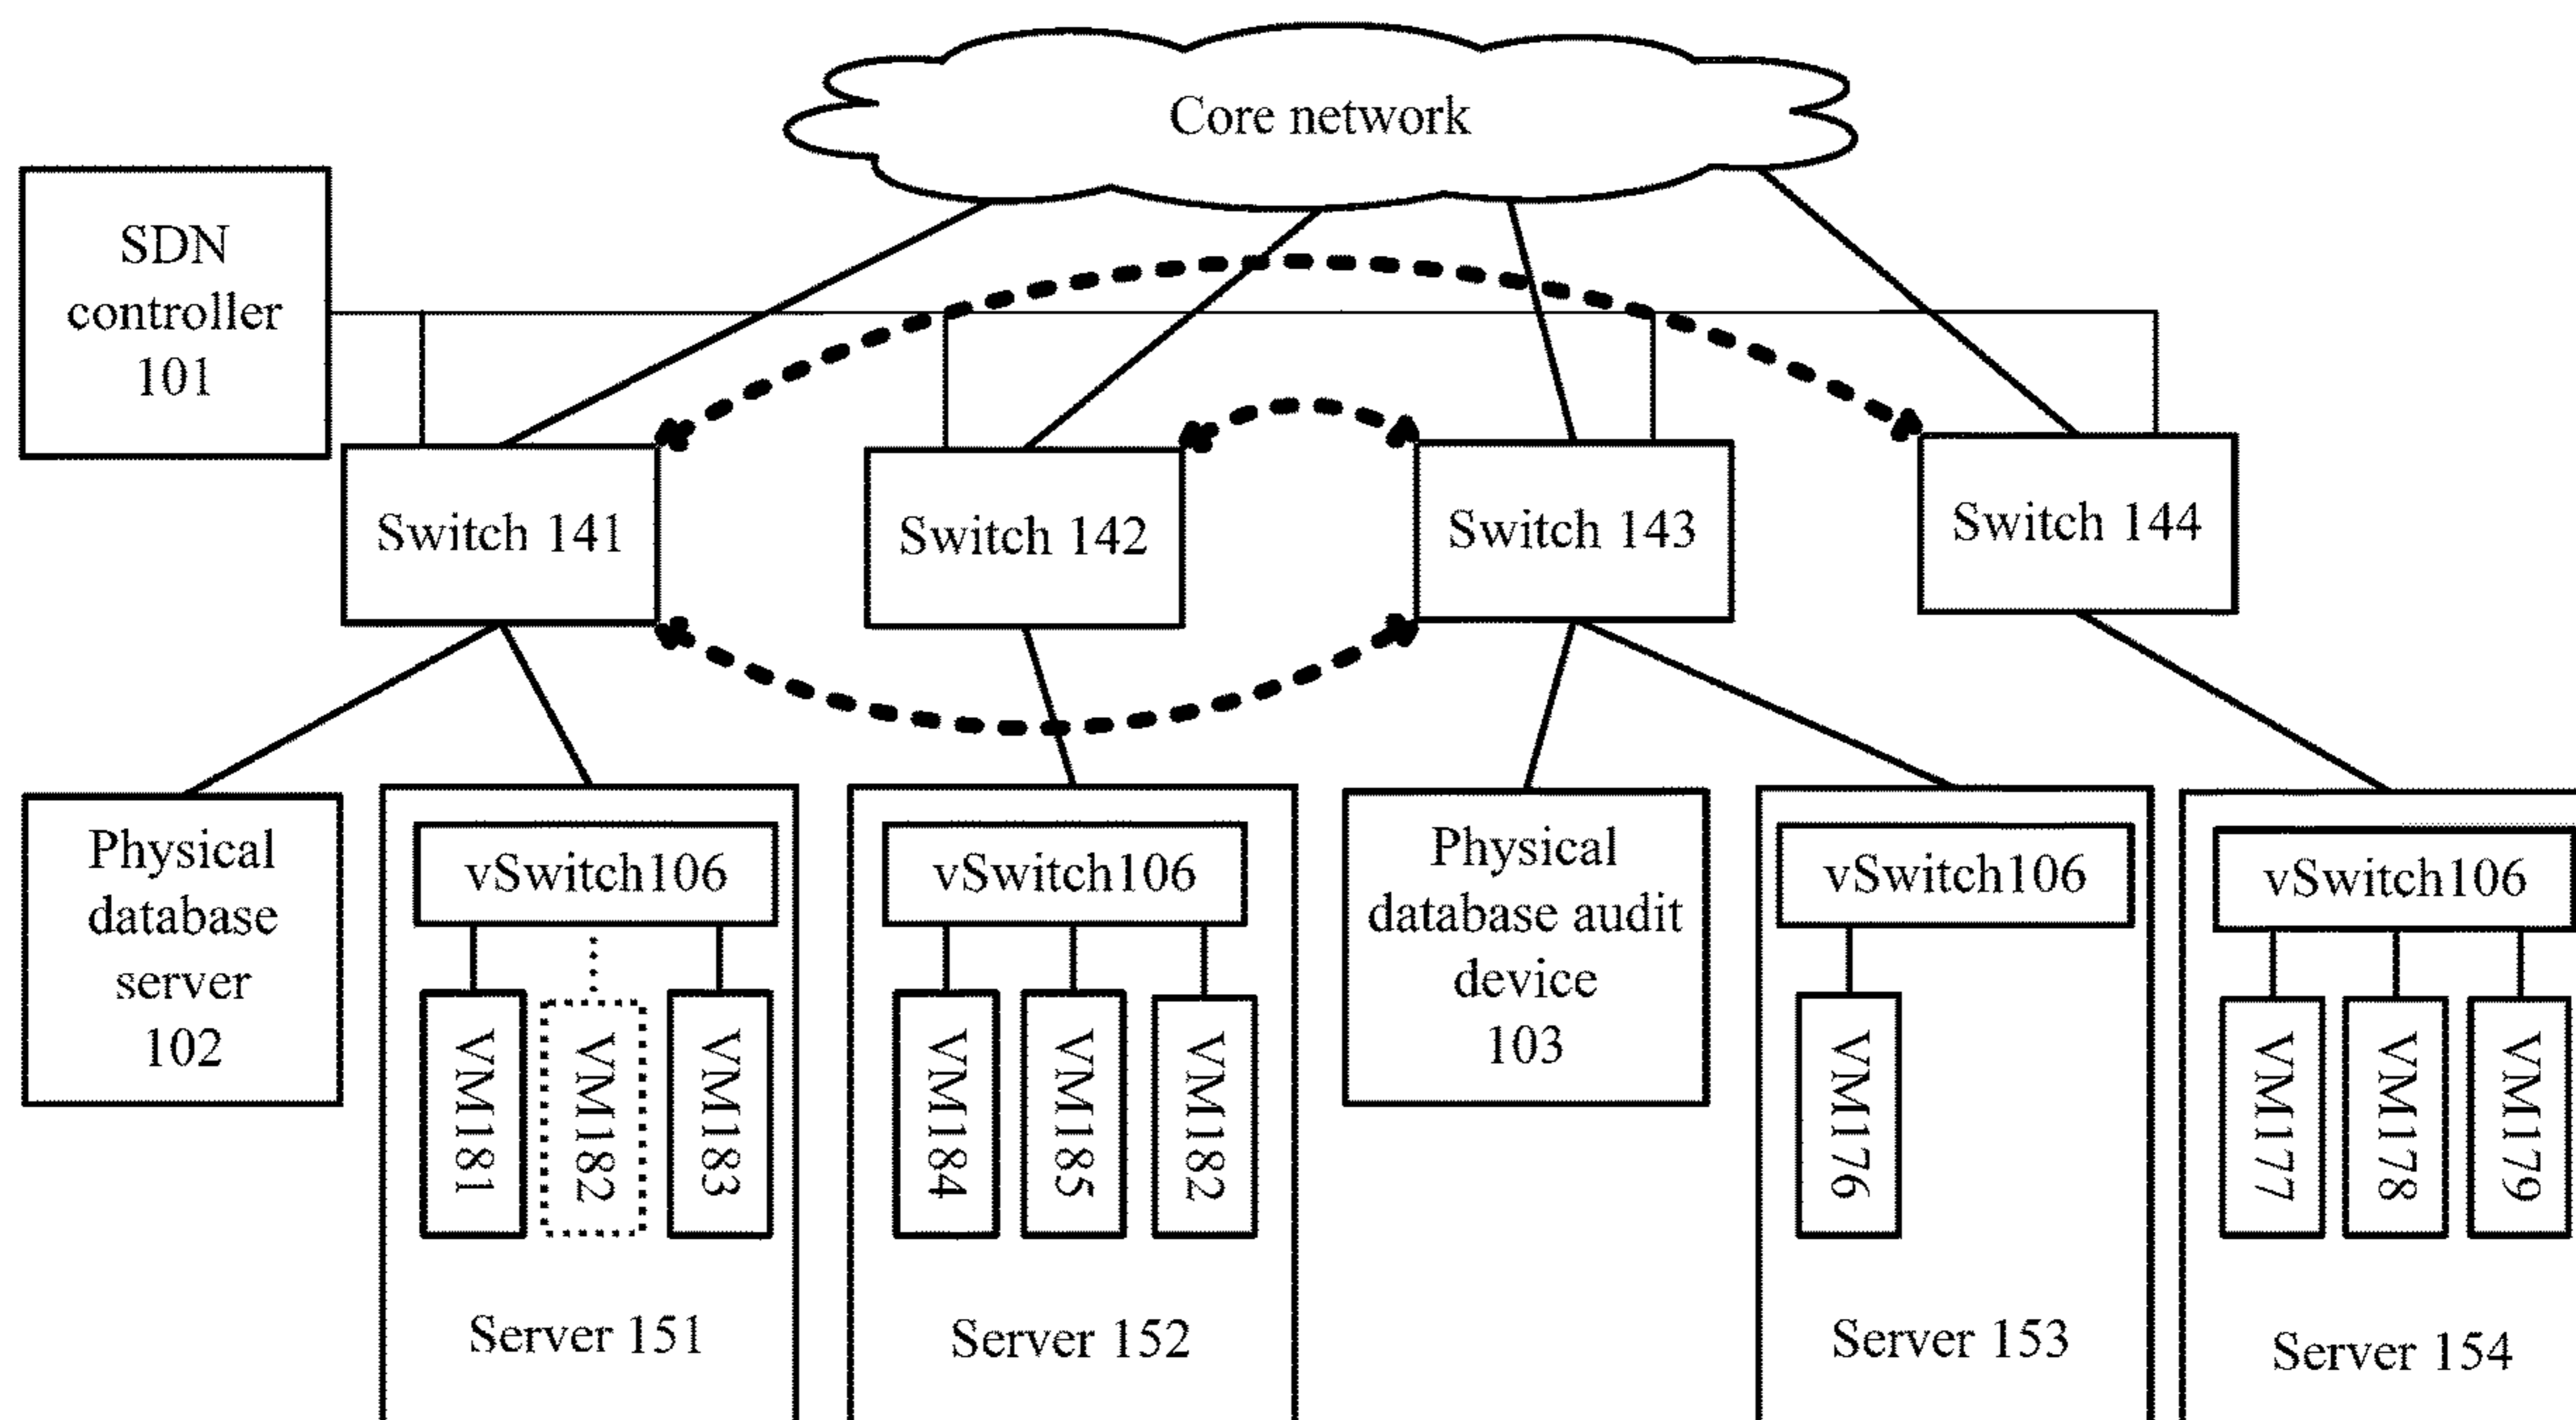 Core network
SDN
controller
101
Switch 141
Switch 142
Switch 143
Switch 144
Physical
database
server
102
vSwitch106
VM181
VM182
VM183
Server 151
vSwitch106
VM184
VM185
VM182
Server 152
Physical
database audit
device
103
vSwitch106
VM176
Server 153
vSwitch106
VM177
VM178
VM179
Server 154